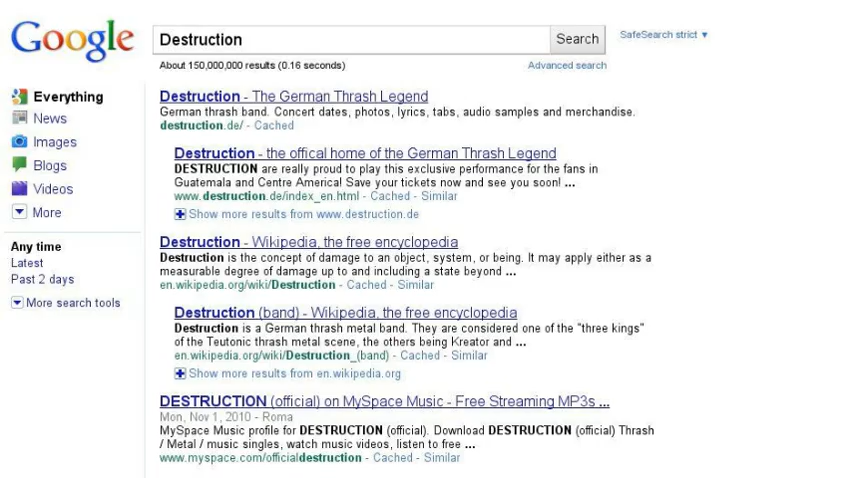 Google
Destruction
Search
SafeSearch strict ▼
About 150,000,000 results (0.16 seconds)
Advanced search
Everything
News
Images
Blogs
Videos
More
Any time
Latest
Past 2 days
More search tools
Destruction - The German Thrash Legend
German thrash band. Concert dates, photos, lyrics, tabs, audio samples and merchandise.
destruction.de/ - Cached
Destruction - the offical home of the German Thrash Legend
DESTRUCTION are really proud to play this exclusive performance for the fans in
Guatemala and Centre America! Save your tickets now and see you soon! ...
www.destruction.de/index_en.html - Cached - Similar
Show more results from www.destruction.de
Destruction - Wikipedia, the free encyclopedia
Destruction is the concept of damage to an object, system, or being. It may apply either as a
measurable degree of damage up to and including a state beyond ...
en.wikipedia.org/wiki/Destruction - Cached - Similar
Destruction (band) - Wikipedia, the free encyclopedia
Destruction is a German thrash metal band. They are considered one of the "three kings"
of the Teutonic thrash metal scene, the others being Kreator and ...
en.wikipedia.org/wiki/Destruction_(band) - Cached - Similar
Show more results from en.wikipedia.org
DESTRUCTION (official) on MySpace Music - Free Streaming MP3s ...
Mon, Nov 1, 2010 - Roma
MySpace Music profile for DESTRUCTION (official). Download DESTRUCTION (official) Thrash
/ Metal / music singles, watch music videos, listen to free ...
www.myspace.com/officialdestruction - Cached - Similar